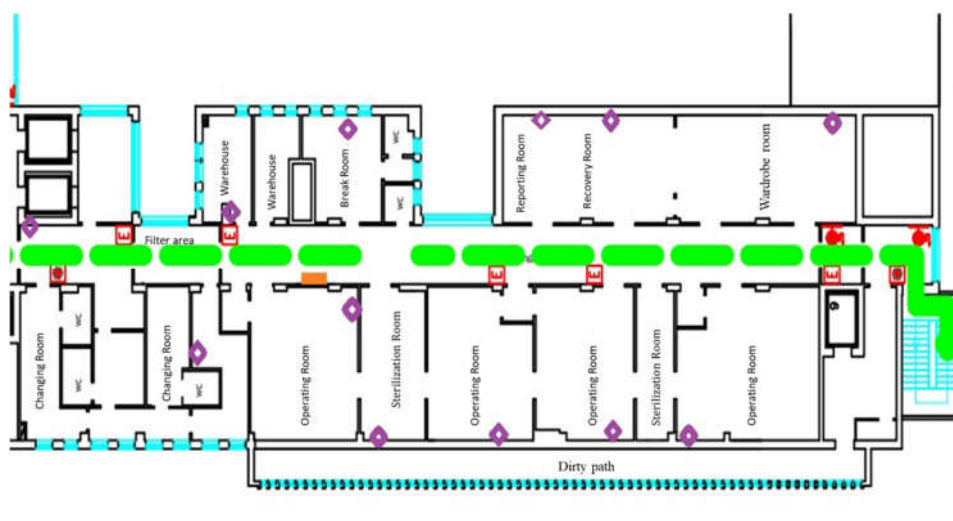 Warehouse
Warehouse
Break Room
WC
WC
Reporting Room
Recovery Room
Wardrobe room
E
Filter area
E
E
E
E
Changing Room
WC
WC
Changing Room
WC
Operating Room
Sterilization Room
Operating Room
Operating Room
Sterilization Room
Operating Room
Dirty path